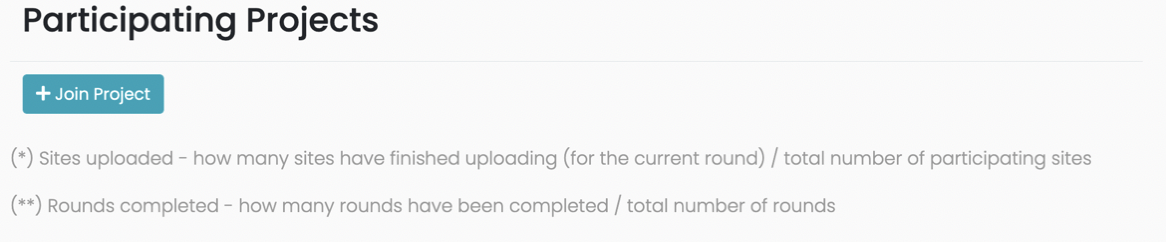 Participating Projects
+ Join Project
(*) Sites uploaded - how many sites have finished uploading (for the current round) / total number of participating sites
(**) Rounds completed - how many rounds have been completed / total number of rounds